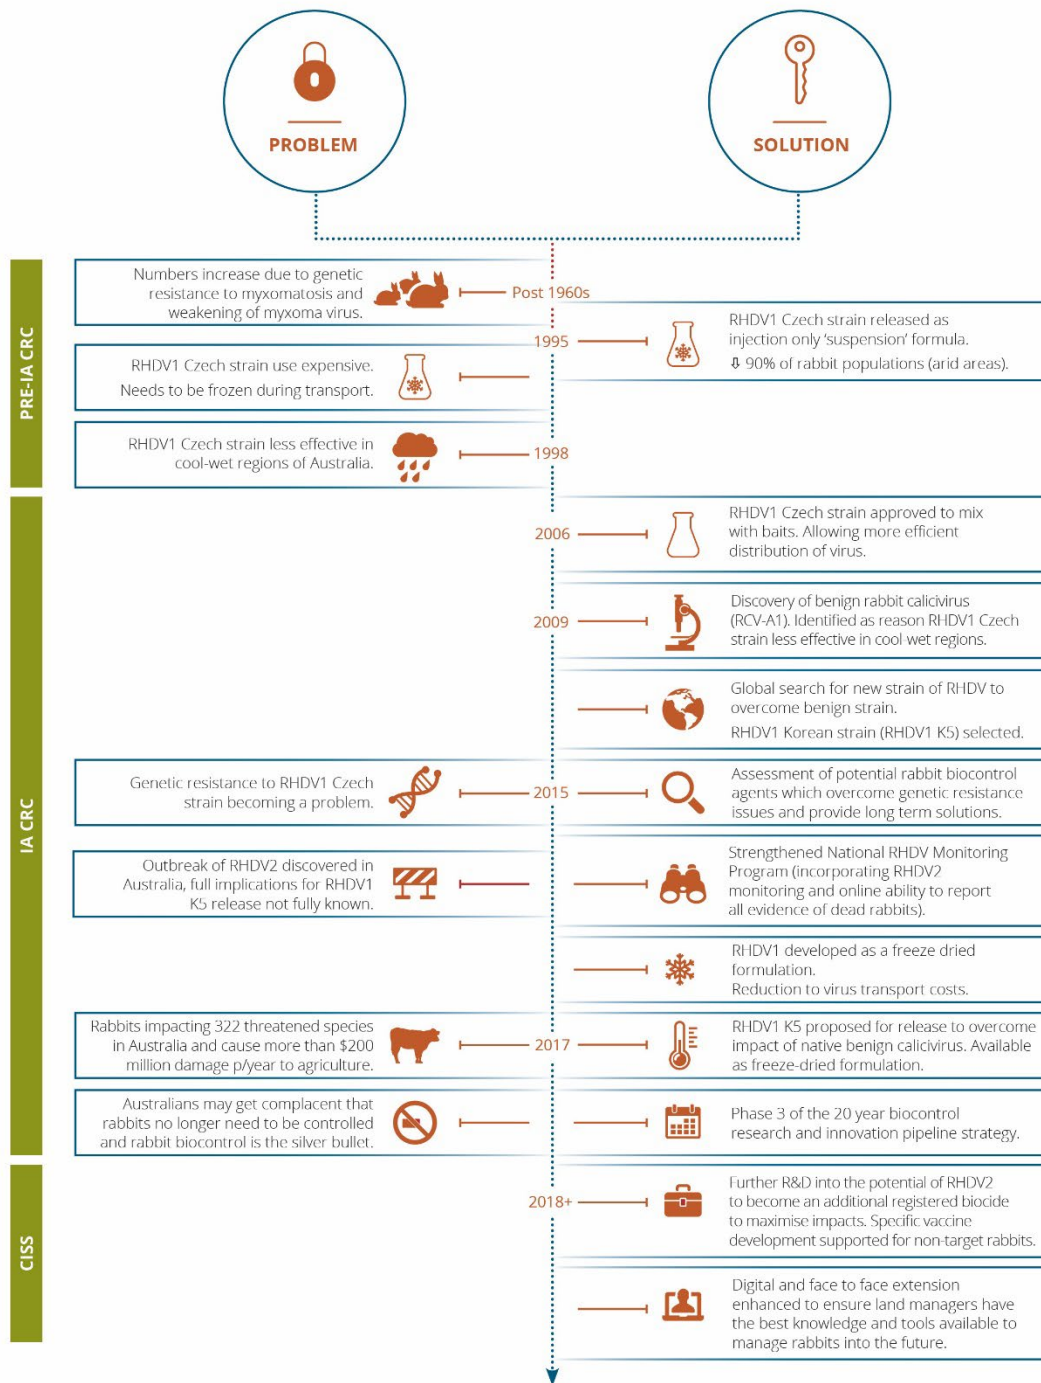 PROBLEM
SOLUTION
PRE-IA CRC
Numbers increase due to genetic
resistance to myxomatosis and
weakening of myxoma virus.
Post 1960s
1995
RHDV1 Czech strain released as
injection only ‘suspension’ formula.
⇩ 90% of rabbit populations (arid areas).
RHDV1 Czech strain use expensive.
Needs to be frozen during transport.
RHDV1 Czech strain less effective in
cool-wet regions of Australia.
1998
IA CRC
2006
RHDV1 Czech strain approved to mix
with baits. Allowing more efficient
distribution of virus.
2009
Discovery of benign rabbit calicivirus
(RCV-A1). Identified as reason RHDV1 Czech
strain less effective in cool-wet regions.
Global search for new strain of RHDV to
overcome benign strain.
RHDV1 Korean strain (RHDV1 K5) selected.
Genetic resistance to RHDV1 Czech
strain becoming a problem.
2015
Assessment of potential rabbit biocontrol
agents which overcome genetic resistance
issues and provide long term solutions.
Outbreak of RHDV2 discovered in
Australia, full implications for RHDV1
K5 release not fully known.
Strengthened National RHDV Monitoring
Program (incorporating RHDV2
monitoring and online ability to report
all evidence of dead rabbits).
RHDV1 developed as a freeze dried
formulation.
Reduction to virus transport costs.
Rabbits impacting 322 threatened species
in Australia and cause more than $200
million damage p/year to agriculture.
2017
RHDV1 K5 proposed for release to overcome
impact of native benign calicivirus. Available
as freeze-dried formulation.
Australians may get complacent that
rabbits no longer need to be controlled
and rabbit biocontrol is the silver bullet.
Phase 3 of the 20 year biocontrol
research and innovation pipeline strategy.
CISS
2018+
Further R&D into the potential of RHDV2
to become an additional registered biocide
to maximise impacts. Specific vaccine
development supported for non-target rabbits.
Digital and face to face extension
enhanced to ensure land managers have
the best knowledge and tools available to
manage rabbits into the future.